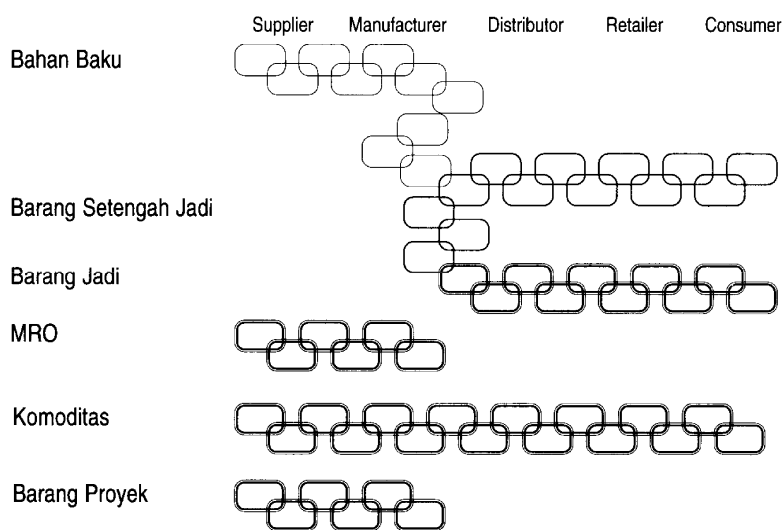 Supplier Manufacturer Distributor Retailer Consumer
Bahan Baku
Barang Setengah Jadi
Barang Jadi
MRO
Komoditas
Barang Proyek